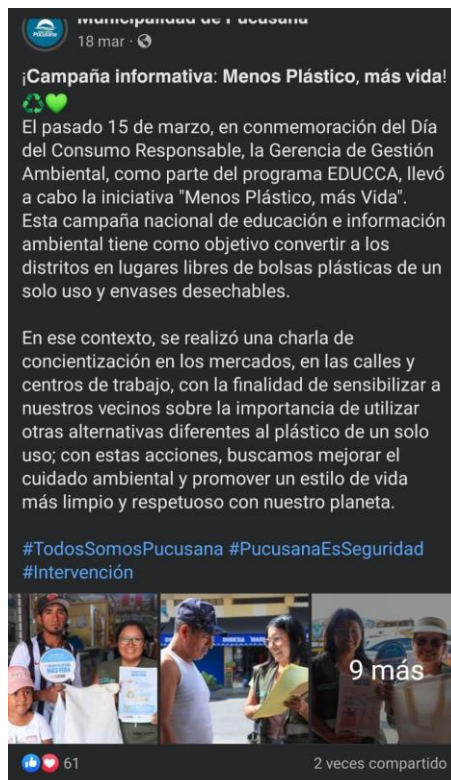 Municipalidad de Pucusana
Pucusana
18 mar ·
¡Campaña informativa: Menos Plástico, más vida!
El pasado 15 de marzo, en conmemoración del Día
del Consumo Responsable, la Gerencia de Gestión
Ambiental, como parte del programa EDUCCA, llevó
a cabo la iniciativa "Menos Plástico, más Vida".
Esta campaña nacional de educación e información
ambiental tiene como objetivo convertir a los
distritos en lugares libres de bolsas plásticas de un
solo uso y envases desechables.
En ese contexto, se realizó una charla de
concientización en los mercados, en las calles y
centros de trabajo, con la finalidad de sensibilizar a
nuestros vecinos sobre la importancia de utilizar
otras alternativas diferentes al plástico de un solo
uso; con estas acciones, buscamos mejorar el
cuidado ambiental y promover un estilo de vida
más limpio y respetuoso con nuestro planeta.
#TodosSomosPucusana #PucusanaEsSeguridad
#Intervención
MÁS VIDA
BODEGA
9 más
61
2 veces compartido